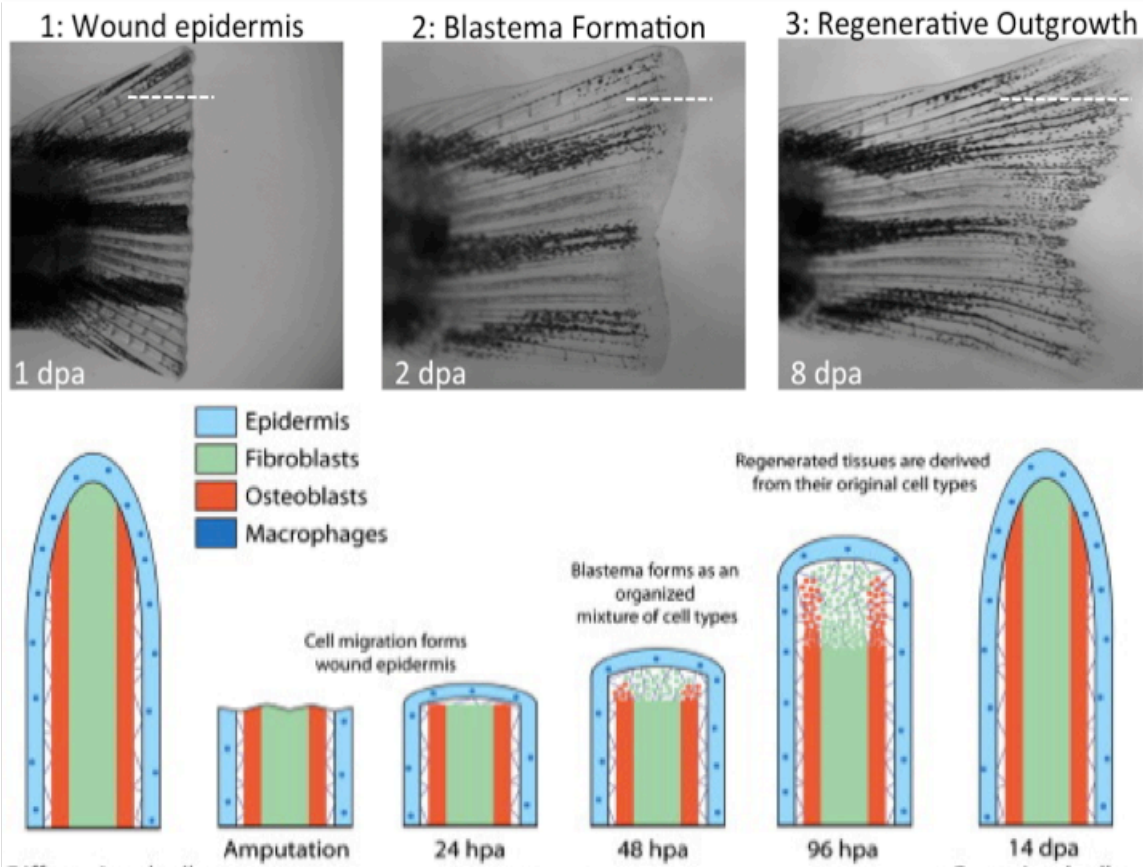 1: Wound epidermis
2: Blastema Formation
3: Regenerative Outgrowth
1 dpa
2 dpa
8 dpa
Epidermis
Fibroblasts
Osteoblasts
Macrophages
Cell migration forms
wound epidermis
Blastema forms as an
organized
mixture of cell types
Regenerated tissues are derived
from their original cell types
Amputation
24 hpa
48 hpa
96 hpa
14 dpa